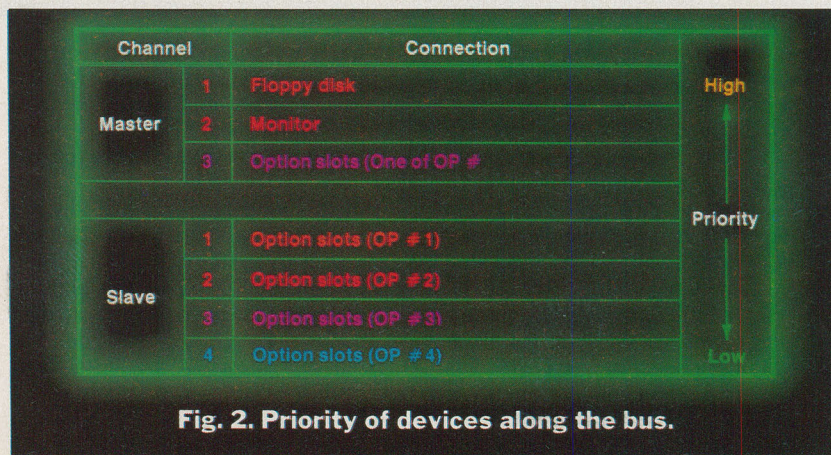 Channel Connection
1 Floppy disk High
Master 2 Monitor
3 Option slots (One of OP #
Priority
1 Option slots (OP #1)
2 Option slots (OP #2)
Slave
3 Option slots (OP #3)
4 Option slots (OP #4) Low
Fig. 2. Priority of devices along the bus.